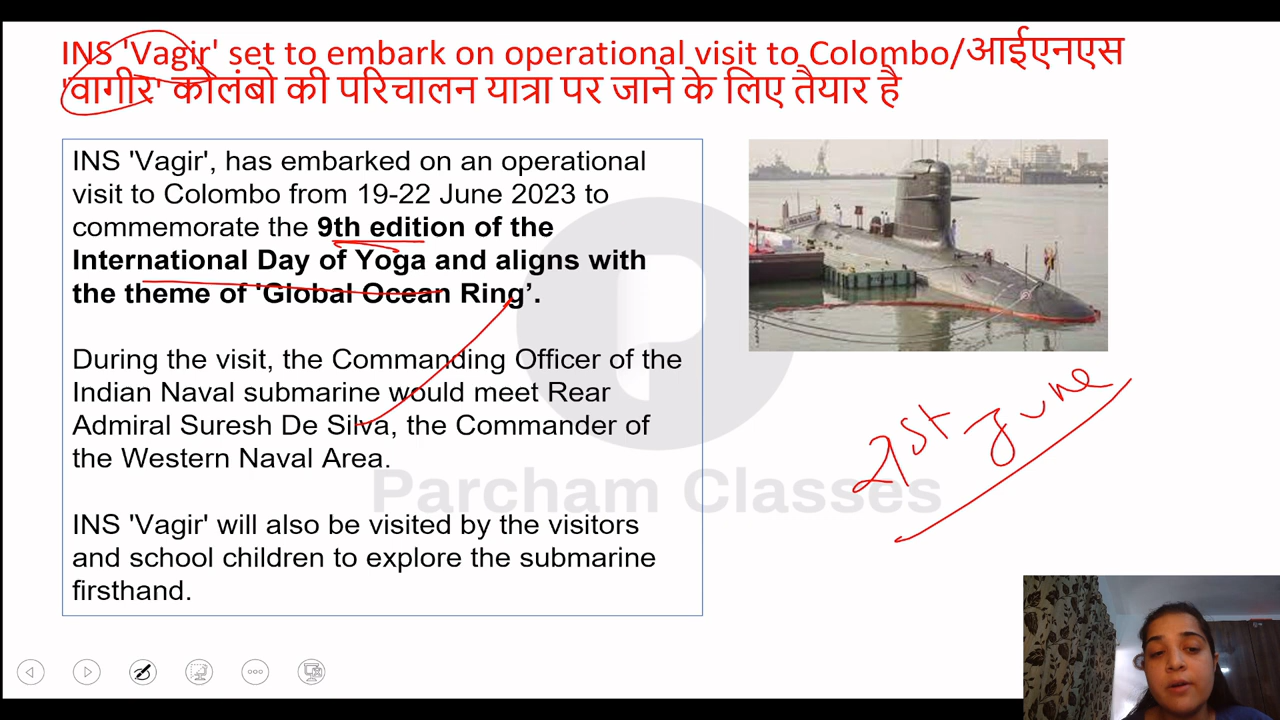 INS 'Vagir' set to embark on operational visit to Colombo/आईएनएस
'वागीर' कोलंबो की परिचालन यात्रा पर जाने के लिए तैयार है
INS 'Vagir', has embarked on an operational
visit to Colombo from 19-22 June 2023 to
commemorate the 9th edition of the
International Day of Yoga and aligns with
the theme of 'Global Ocean Ring’.
During the visit, the Commanding Officer of the
Indian Naval submarine would meet Rear
Admiral Suresh De Silva, the Commander of
the Western Naval Area.
INS 'Vagir' will also be visited by the visitors
and school children to explore the submarine
firsthand.
21st June
Parcham Classes